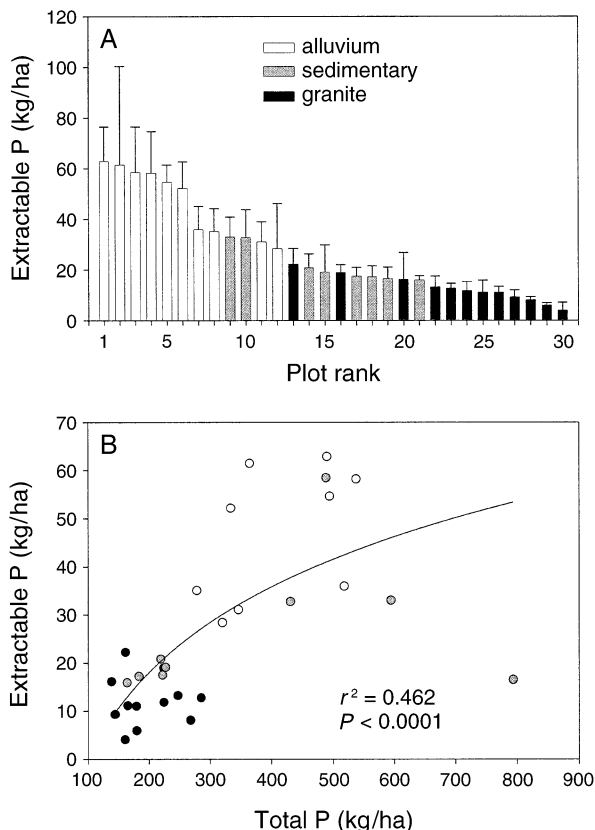 120
100
80
60
40
20
0
Extractable P (kg/ha)
A
alluvium
sedimentary
granite
1 5 10 15 20 25 30
Plot rank
70
60
50
40
30
20
10
0
Extractable P (kg/ha)
B
r² = 0.462
P < 0.0001
100 200 300 400 500 600 700 800 900
Total P (kg/ha)